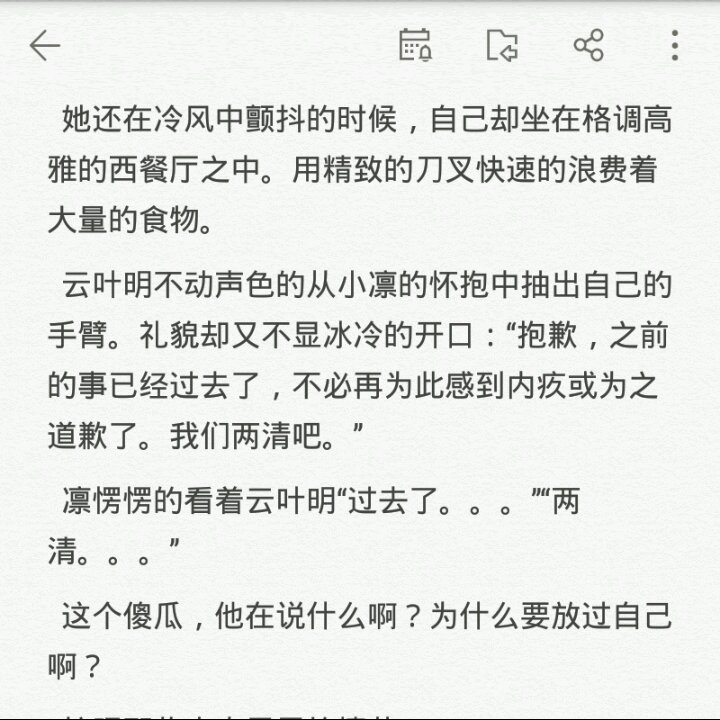 她还在冷风中颤抖的时候，自己却坐在格调高
雅的西餐厅之中。用精致的刀叉快速的浪费着
大量的食物。
云叶明不动声色的从小凛的怀抱中抽出自己的
手臂。礼貌却又不显冰冷的开口：“抱歉，之前
的事已经过去了，不必再为此感到内疚或为之
道歉了。我们两清吧。”
凛愣愣的看着云叶明“过去了。。。”“两
清。。。”
这个傻瓜，他在说什么啊？为什么要放过自己
啊？